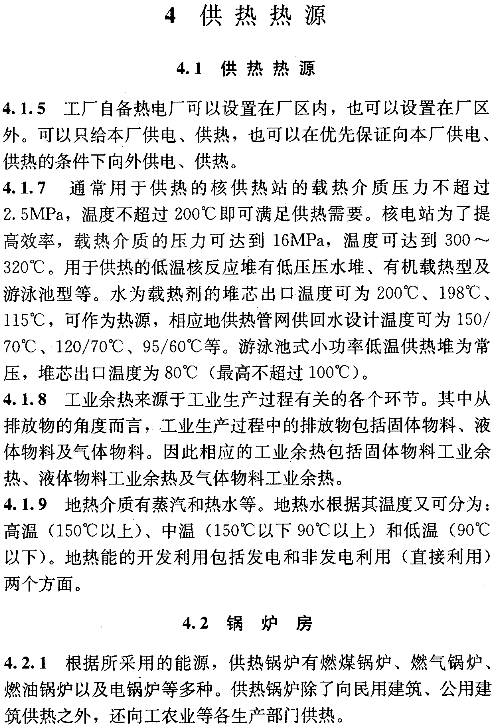 4 供热热源
4.1 供热热源
4.1.5 工厂自备热电厂可以设置在厂区内，也可以设置在厂区
外。可以只给本厂供电、供热，也可以在优先保证向本厂供电、
供热的条件下向外供电、供热。
4.1.7 通常用于供热的核供热站的载热介质压力不超过
2.5MPa，温度不超过 200℃即可满足供热需要。核电站为了提
高效率，载热介质的压力可达到 16MPa，温度可达到 300～
320℃。用于供热的低温核反应堆有低压压水堆、有机载热型及
游泳池型等。水为载热剂的堆芯出口温度可为 200℃、198℃、
115℃，可作为热源，相应地供热管网供回水设计温度可为 150/
70℃、120/70℃、95/60℃等。游泳池式小功率低温供热堆为常
压，堆芯出口温度为 80℃（最高不超过 100℃）。
4.1.8 工业余热来源于工业生产过程有关的各个环节。其中从
排放物的角度而言，工业生产过程中的排放物包括固体物料、液
体物料及气体物料。因此相应的工业余热包括固体物料工业余
热、液体物料工业余热及气体物料工业余热。
4.1.9 地热介质有蒸汽和热水等。地热水根据其温度又可分为：
高温（150℃以上）、中温（150℃以下 90℃以上）和低温（90℃
以下）。地热能的开发利用包括发电和非发电利用（直接利用）
两个方面。
4.2 锅炉房
4.2.1 根据所采用的能源，供热锅炉有燃煤锅炉、燃气锅炉、
燃油锅炉以及电锅炉等多种。供热锅炉除了向民用建筑、公用建
筑供热之外，还向工农业等各生产部门供热。